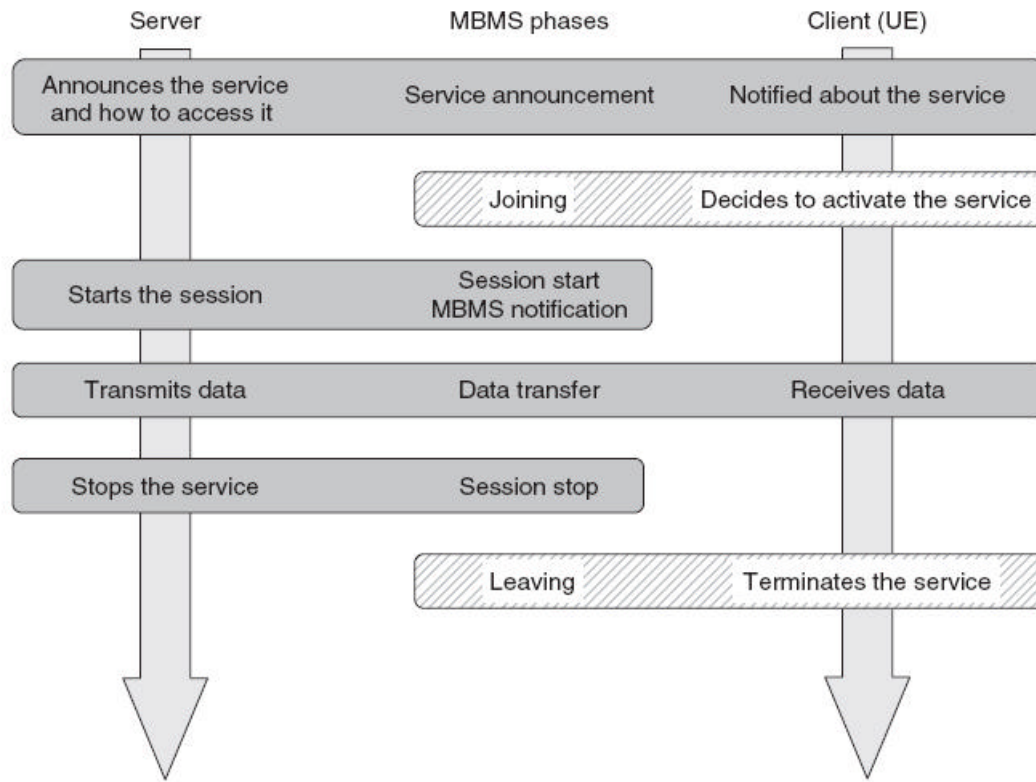 Server
MBMS phases
Client (UE)
Announces the service
and how to access it
Service announcement
Notified about the service
Joining
Decides to activate the service
Starts the session
Session start
MBMS notification
Transmits data
Data transfer
Receives data
Stops the service
Session stop
Leaving
Terminates the service